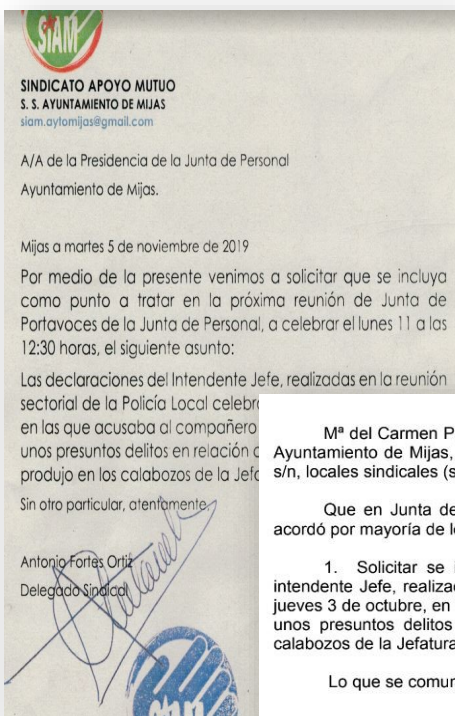 SiAM
SINDICATO APOYO MUTUO
S. S. AYUNTAMIENTO DE MIJAS
siam.aytomijas@gmail.com
A/A de la Presidencia de la Junta de Personal
Ayuntamiento de Mijas.
Mijas a martes 5 de noviembre de 2019
Por medio de la presente venimos a solicitar que se incluya
como punto a tratar en la próxima reunión de Junta de
Portavoces de la Junta de Personal, a celebrar el lunes 11 a las
12:30 horas, el siguiente asunto:
Las declaraciones del Intendente Jefe, realizadas en la reunión
sectorial de la Policía Local celebr
en las que acusaba al compañero
unos presuntos delitos en relación
produjo en los calabozos de la Jef
Sin otro particular, atentamente,
Antonio Fortes Ortiz
Delegado Sindical
Mª del Carmen P
Ayuntamiento de Mijas,
s/n, locales sindicales (s
Que en Junta de
acordó por mayoría de l
1. Solicitar se
intendente Jefe, realiza
jueves 3 de octubre, en
unos presuntos delitos
calabozos de la Jefatura
Lo que se comu